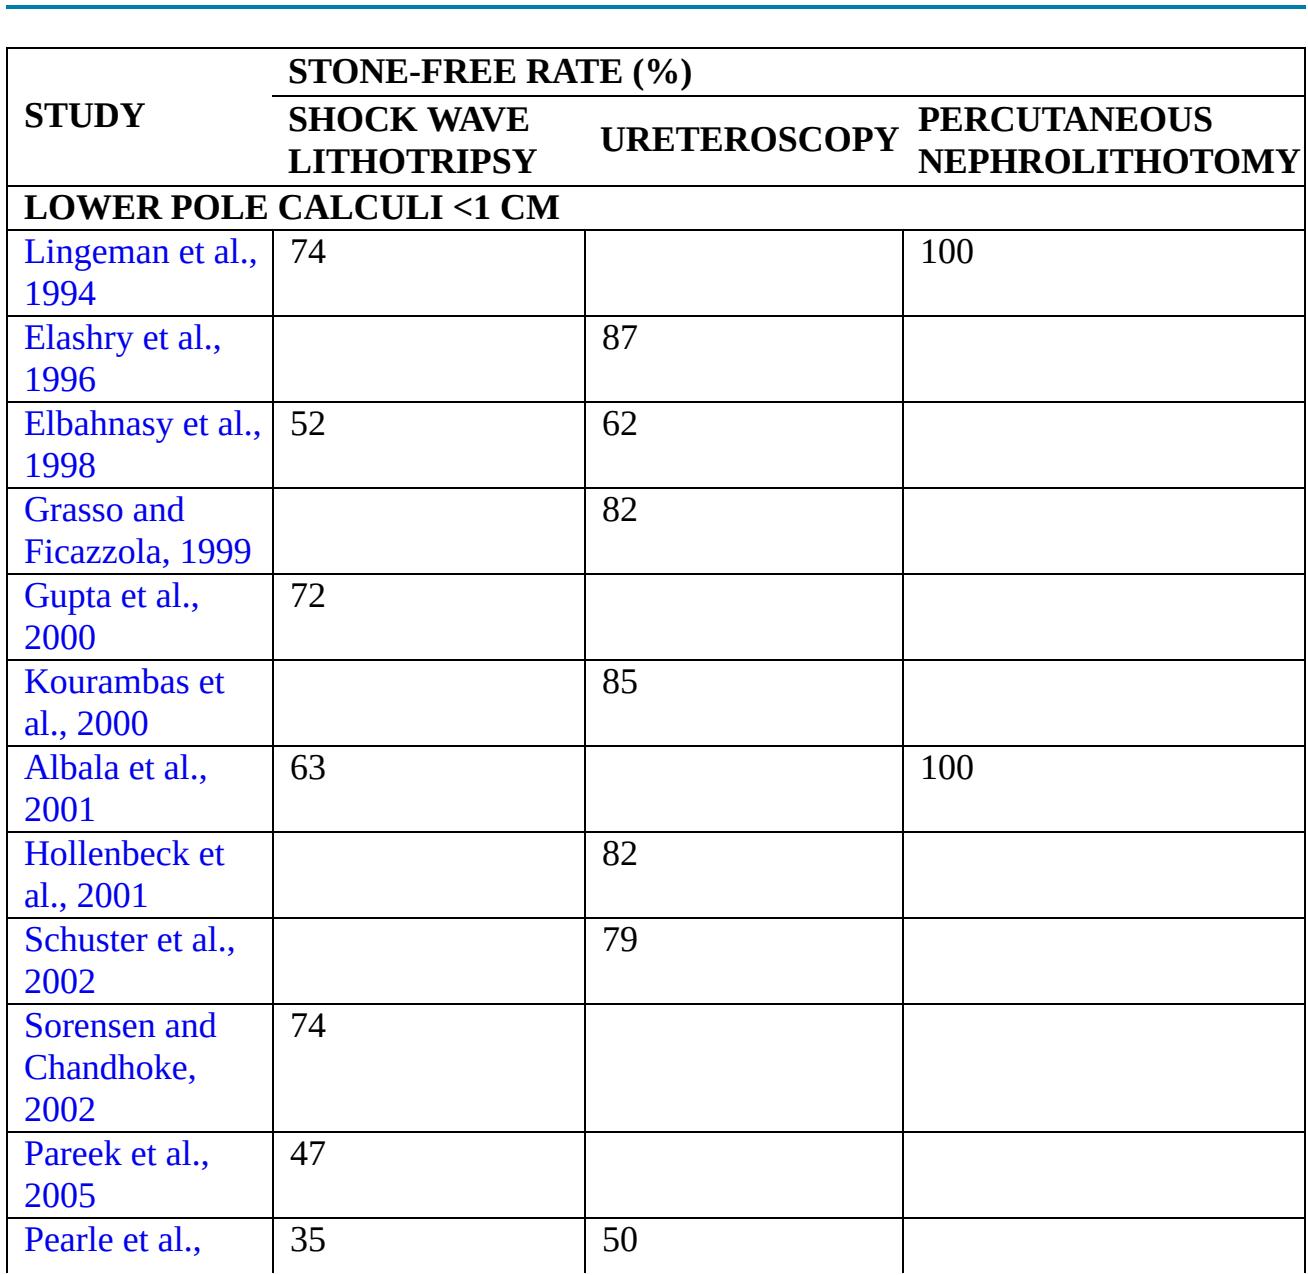 STUDY
STONE-FREE RATE (%)
SHOCK WAVE
LITHOTRIPSY
URETEROSCOPY
PERCUTANEOUS
NEPHROLITHOTOMY
LOWER POLE CALCULI <1 CM
Lingeman et al., 74 100
1994
Elashry et al., 87
1996
Elbahnasy et al., 52 62
1998
Grasso and 82
Ficazzola, 1999
Gupta et al., 72
2000
Kourambas et 85
al., 2000
Albala et al., 63 100
2001
Hollenbeck et 82
al., 2001
Schuster et al., 79
2002
Sorensen and 74
Chandhoke,
2002
Pareek et al., 47
2005
Pearle et al., 35 50